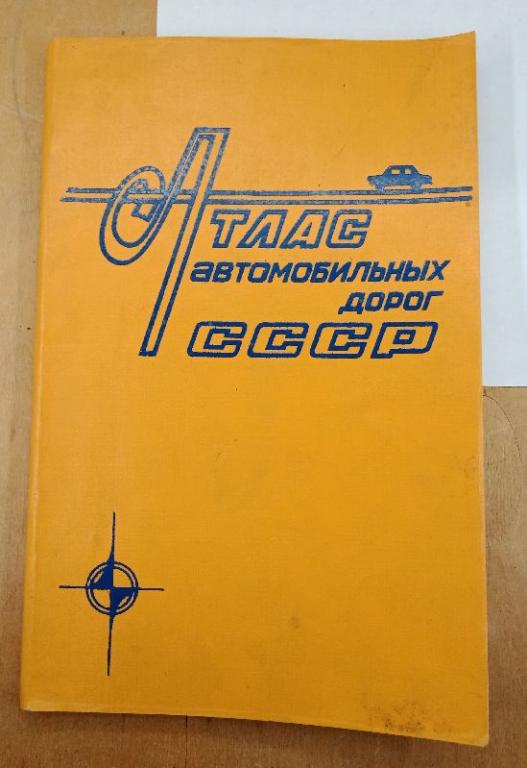 Атлас
автомобильных
дорог
СССР